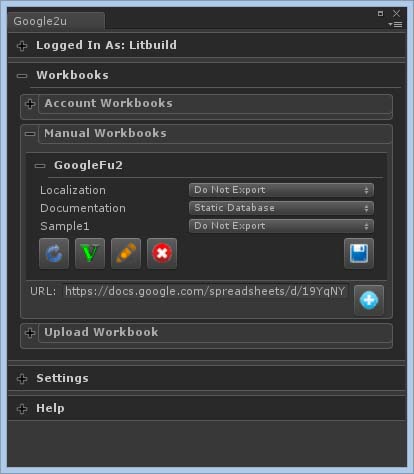 Google2u
Logged In As: Litbuild
Workbooks
Account Workbooks
Manual Workbooks
GoogleFu2
Localization Do Not Export
Documentation Static Database
Sample1 Do Not Export
V
URL: https://docs.google.com/spreadsheets/d/19YqNY
Upload Workbook
Settings
Help